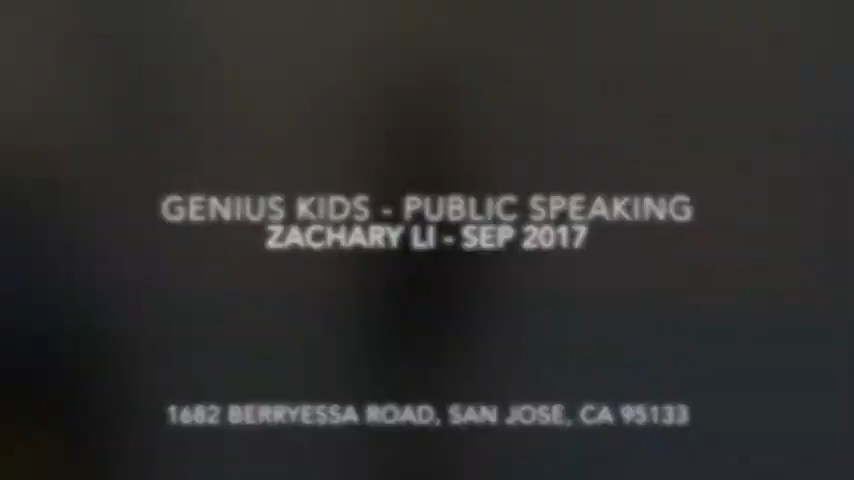 GENIUS KIDS - PUBLIC SPEAKING
ZACHARY LI - SEP 2017
1682 BERRYESSA ROAD, SAN JOSE, CA 95133